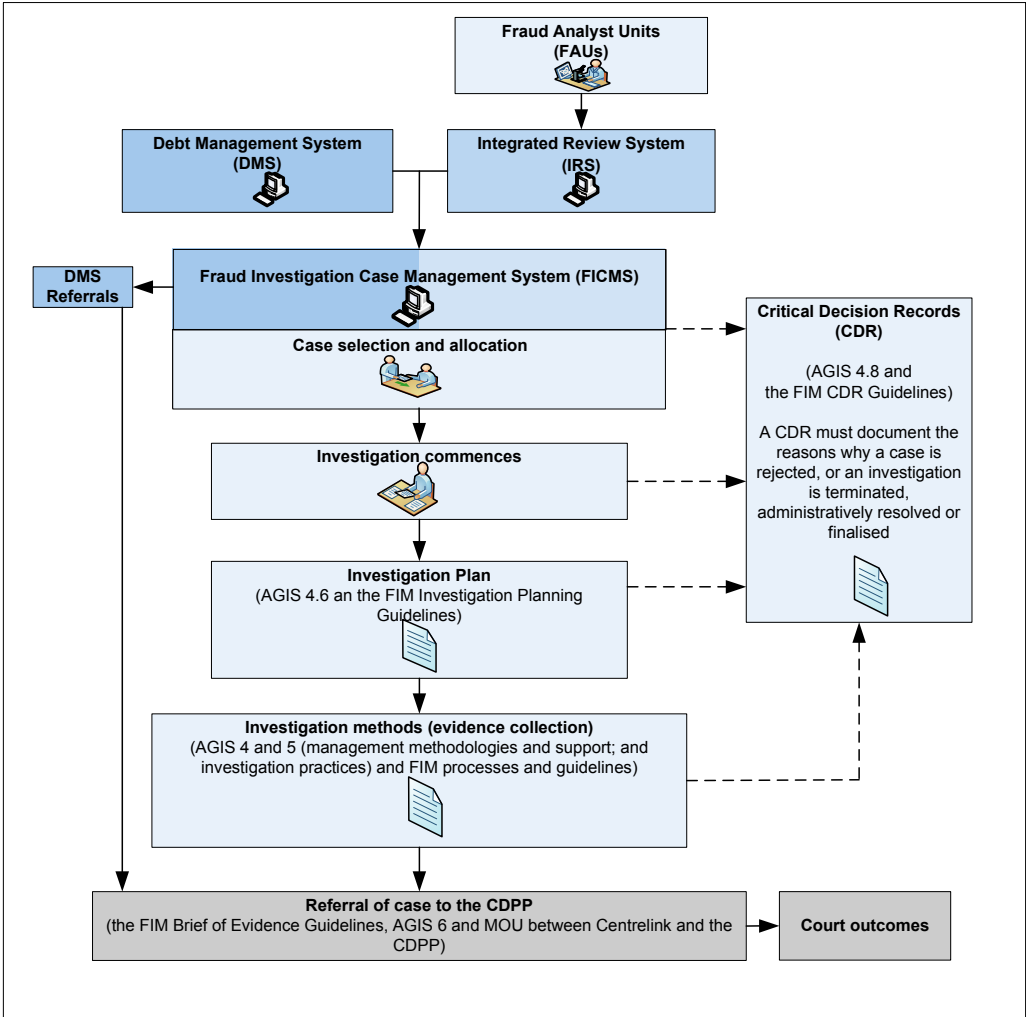 Fraud Analyst Units
(FAUs)
Debt Management System
(DMS)
Integrated Review System
(IRS)
Fraud Investigation Case Management System (FICMS)
DMS
Referrals
Case selection and allocation
Critical Decision Records
(CDR)
(AGIS 4.8 and
the FIM CDR Guidelines)
A CDR must document the
reasons why a case is
rejected, or an investigation
is terminated,
administratively resolved or
finalised
Investigation commences
Investigation Plan
(AGIS 4.6 an the FIM Investigation Planning
Guidelines)
Investigation methods (evidence collection)
(AGIS 4 and 5 (management methodologies and support; and
investigation practices) and FIM processes and guidelines)
Referral of case to the CDPP
(the FIM Brief of Evidence Guidelines, AGIS 6 and MOU between Centrelink and the
CDPP)
Court outcomes